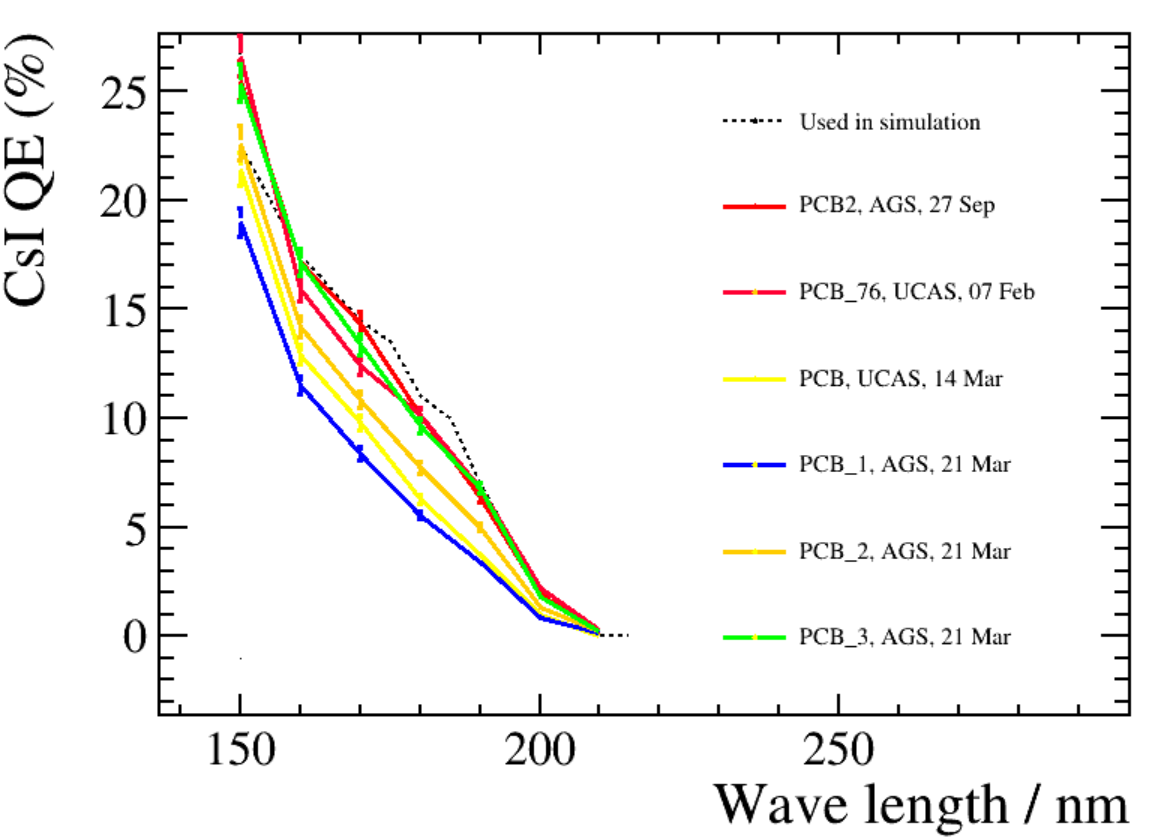 CsI QE (%)
25
20
15
10
5
0
150
200
250
Wave length / nm
Used in simulation
PCB2, AGS, 27 Sep
PCB_76, UCAS, 07 Feb
PCB, UCAS, 14 Mar
PCB_1, AGS, 21 Mar
PCB_2, AGS, 21 Mar
PCB_3, AGS, 21 Mar